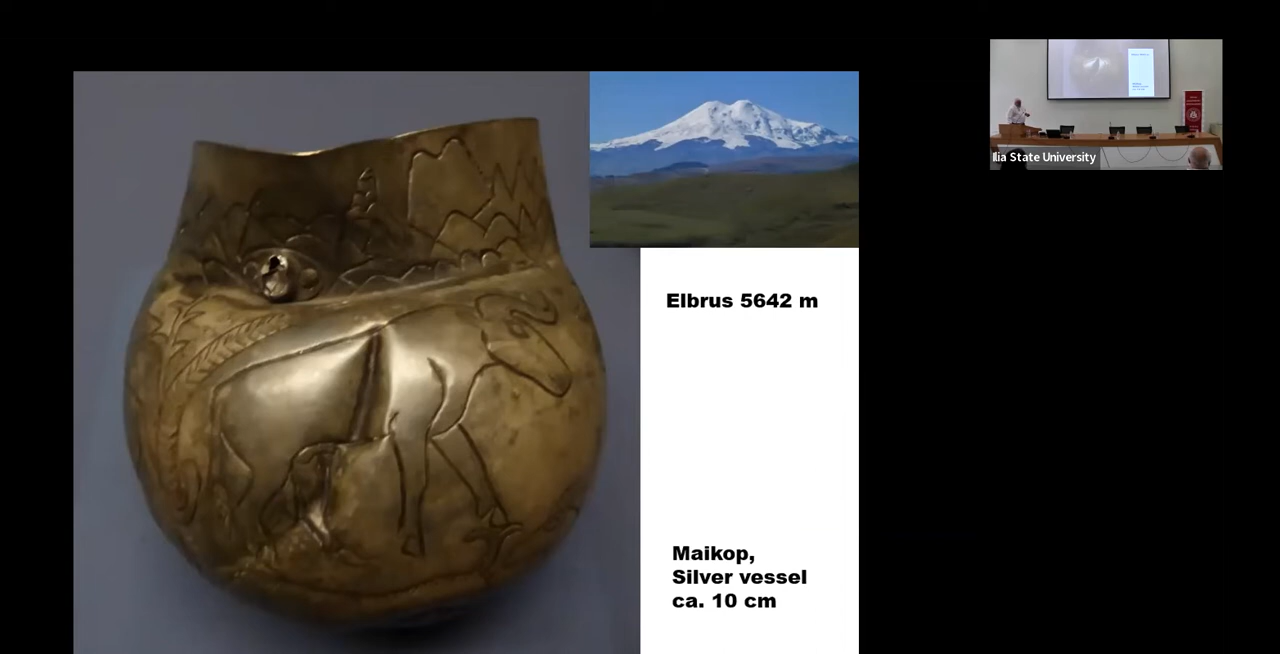 Elbrus 5642 m
Maikop,
Silver vessel
ca. 10 cm
Ilia State University